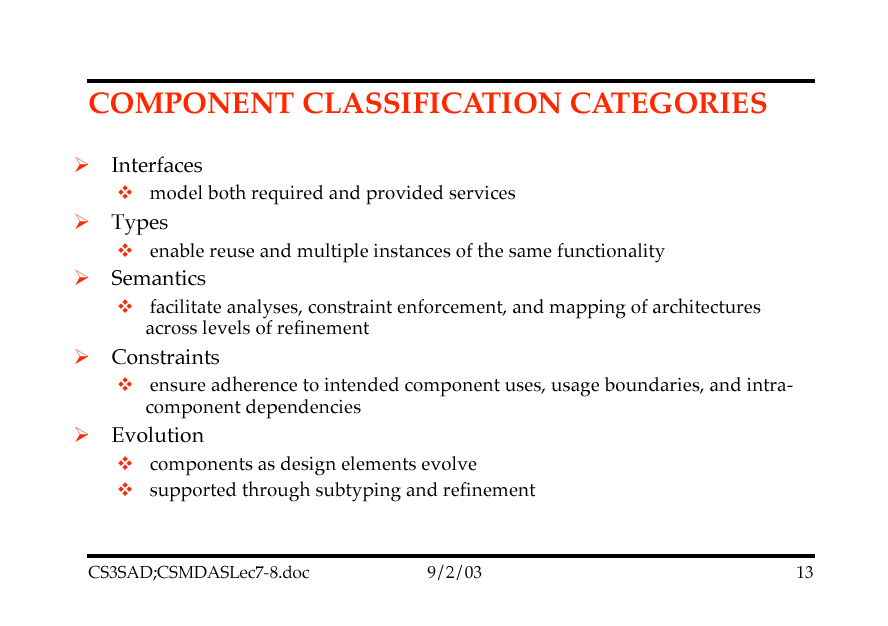 COMPONENT CLASSIFICATION CATEGORIES
➢ Interfaces
❖ model both required and provided services
➢ Types
❖ enable reuse and multiple instances of the same functionality
➢ Semantics
❖ facilitate analyses, constraint enforcement, and mapping of architectures
across levels of refinement
➢ Constraints
❖ ensure adherence to intended component uses, usage boundaries, and intra-
component dependencies
➢ Evolution
❖ components as design elements evolve
❖ supported through subtyping and refinement
CS3SAD;CSMDASLec7-8.doc 9/2/03 13